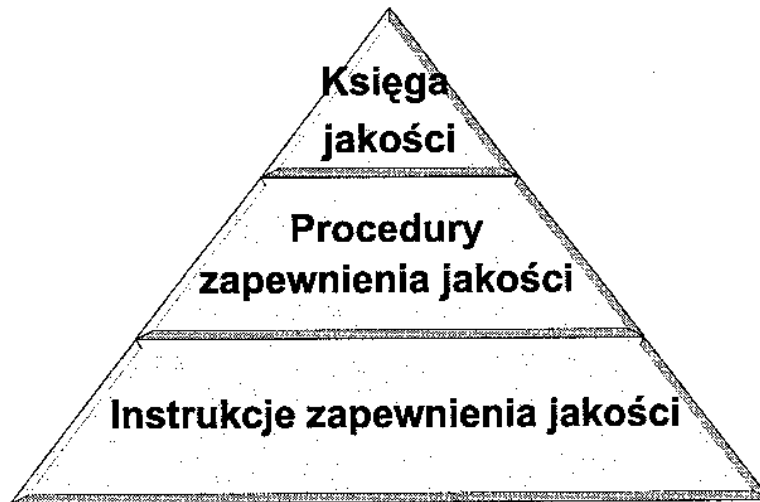 Księga
jakości
Procedury
zapewnienia jakości
Instrukcje zapewnienia jakości